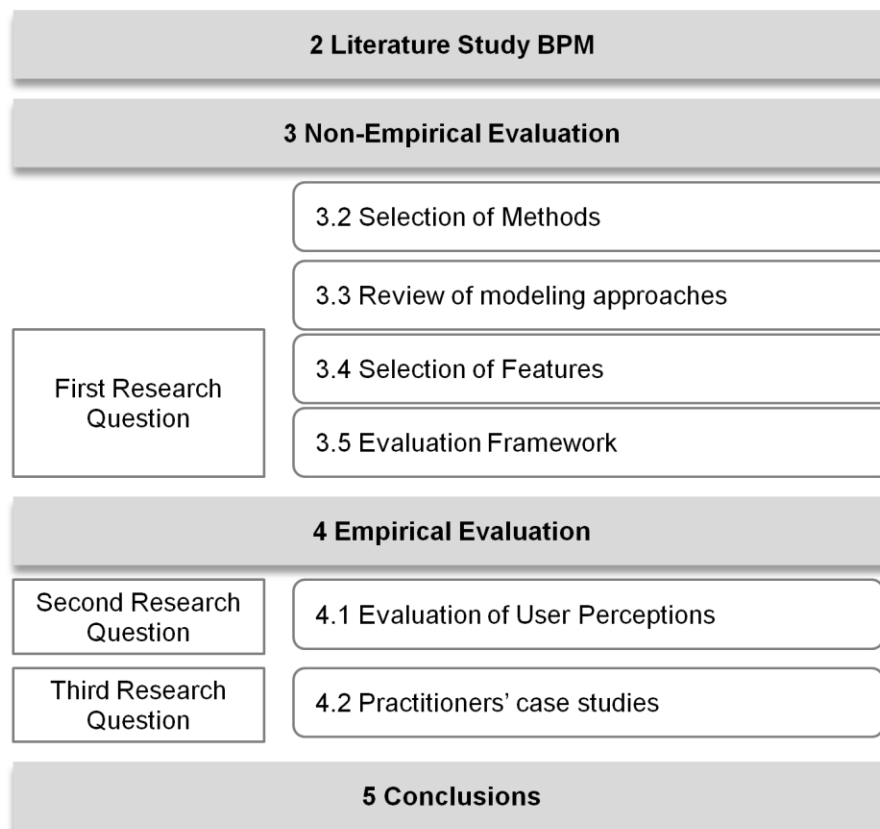 2 Literature Study BPM
3 Non-Empirical Evaluation
3.2 Selection of Methods
3.3 Review of modeling approaches
First Research
Question
3.4 Selection of Features
3.5 Evaluation Framework
4 Empirical Evaluation
Second Research
Question
4.1 Evaluation of User Perceptions
Third Research
Question
4.2 Practitioners’ case studies
5 Conclusions